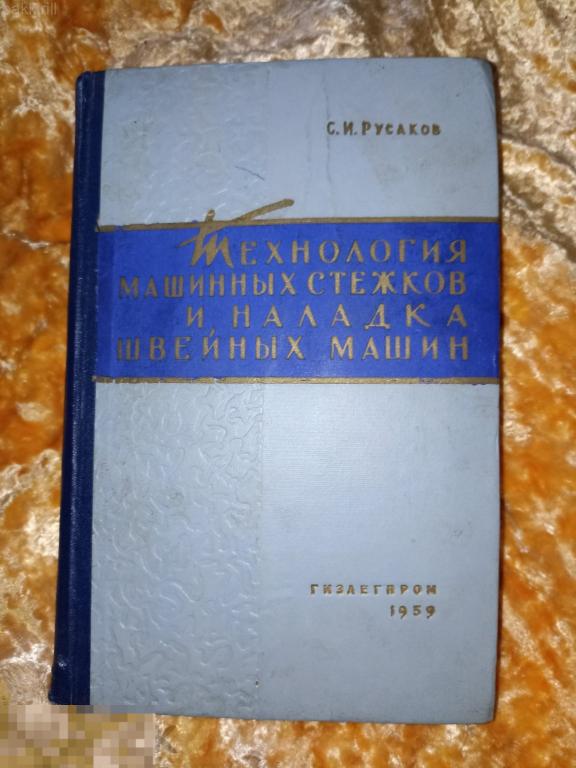 С.И.Русаков
Технология
машинных стежков
и наладка
швейных машин
гизлегпром
1959